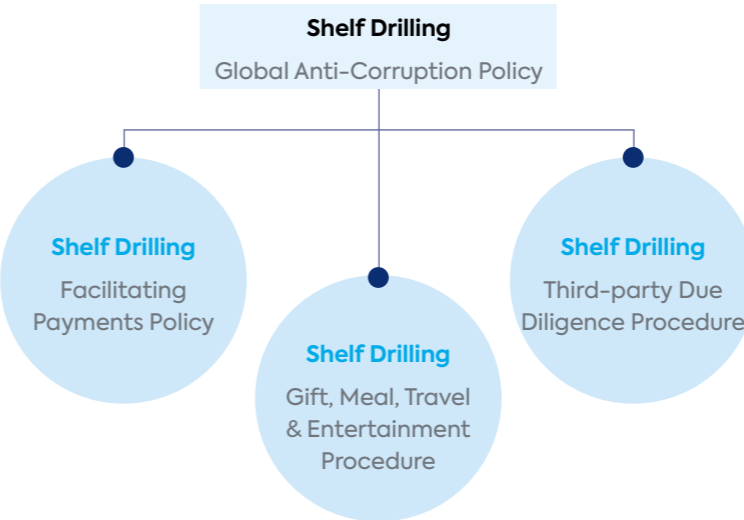 Shelf Drilling
Global Anti-Corruption Policy
Shelf Drilling
Facilitating
Payments Policy
Shelf Drilling
Gift, Meal, Travel
& Entertainment
Procedure
Shelf Drilling
Third-party Due
Diligence Procedure